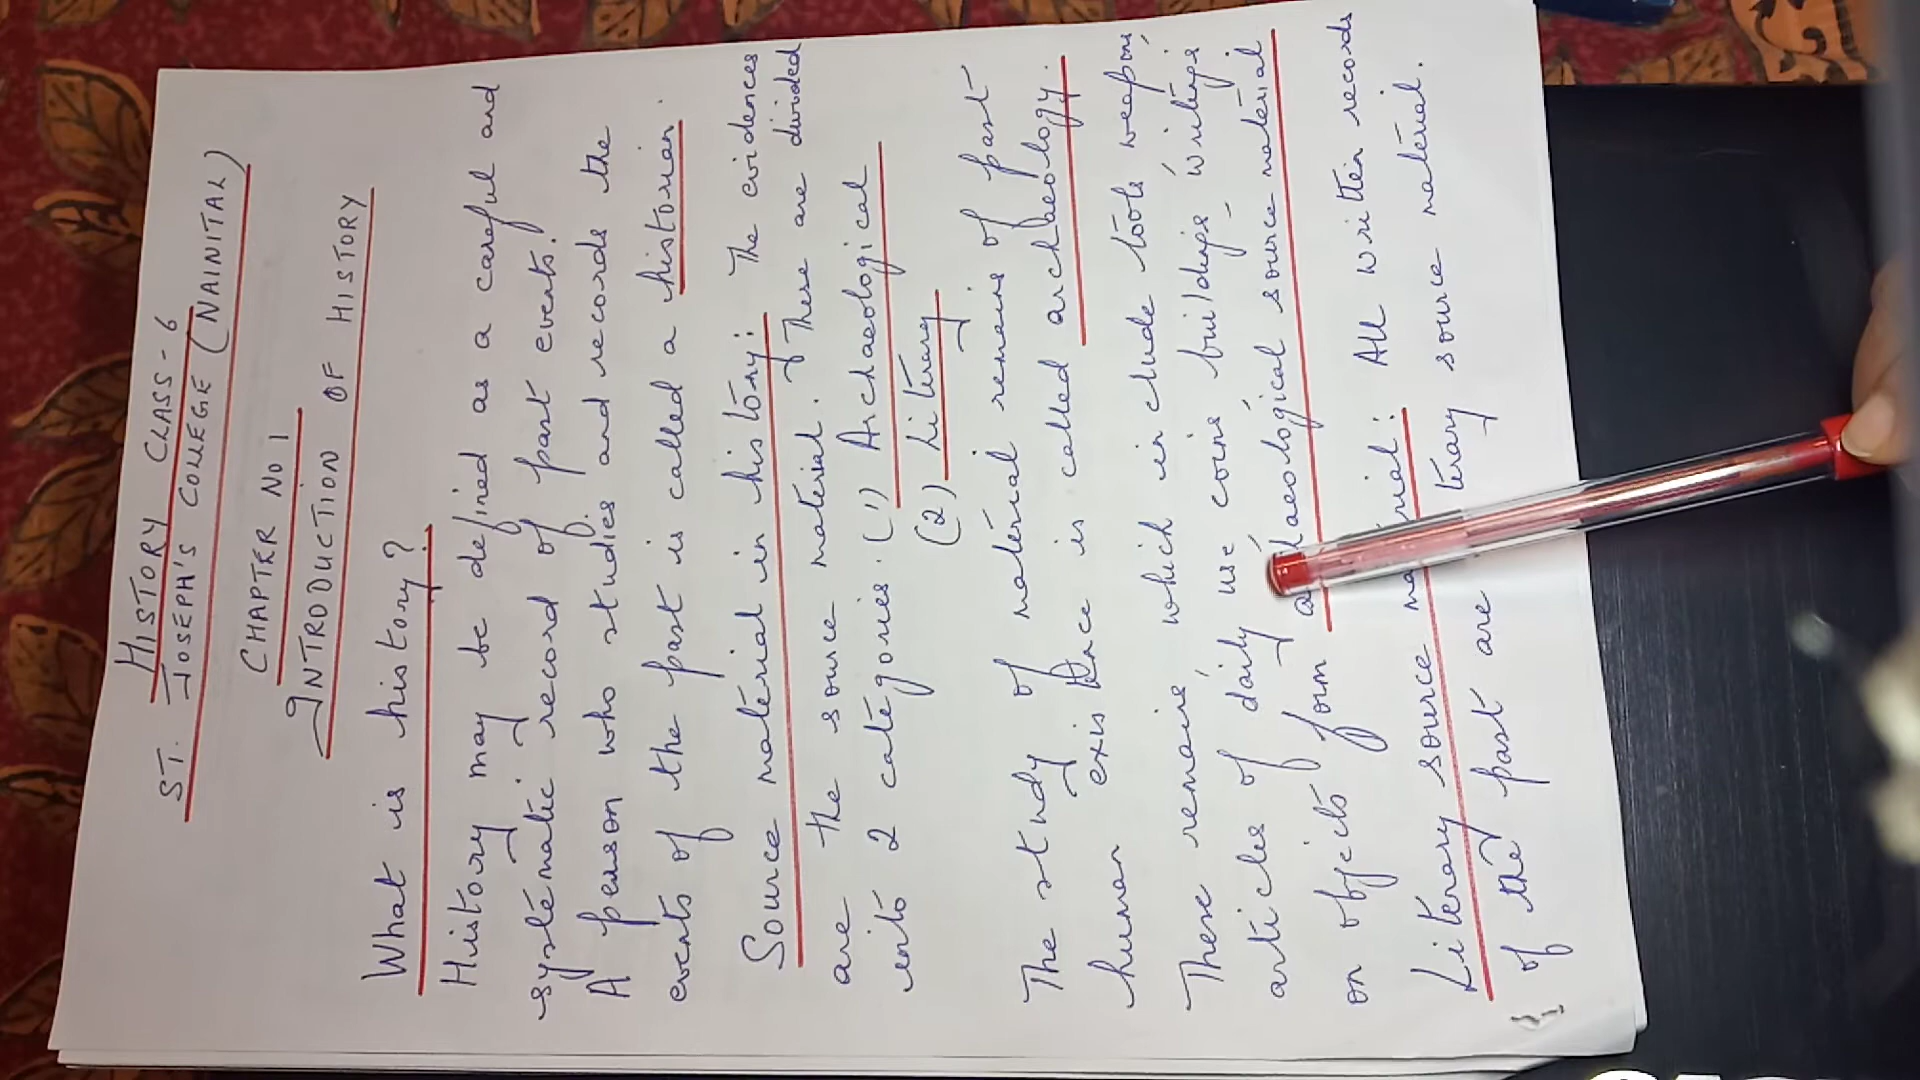 HISTORY CLASS-6
ST. JOSEPH'S COLLEGE (NAINITAL)
CHAPTER NO 1
INTRODUCTION OF HISTORY
What is history?
History may be defined as a careful and
systematic record of past events.
A person who studies and records the
events of the past is called a historian.
Source material in history: The evidences
are the source material. These are divided
into 2 categories. (1) Archaeological
(2) Literary
The study of material remains of past
human existence is called archaeology.
These remains, which include tools weapons,
articles of daily use, coins, buildings, writings
on objects form archaeological source material
Literary source material: All written records
of the past are literary source material.